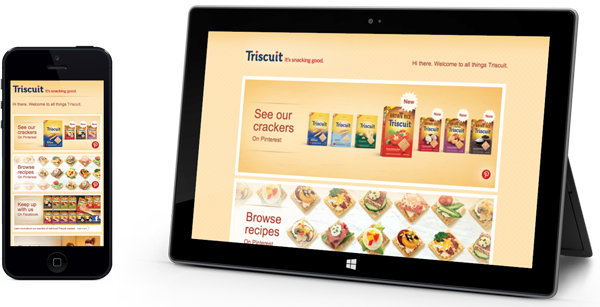 Triscuit It's snacking good.
Hi there. Welcome to all things Triscuit.
See our
crackers
On Pinterest
Browse
recipes
On Pinterest
Keep up
with us
On Facebook
Triscuit It's snacking good.
Hi there. Welcome to all things Triscuit.
See our
crackers
On Pinterest
New
New
New
New
Triscuit
Browse
recipes
On Pinterest